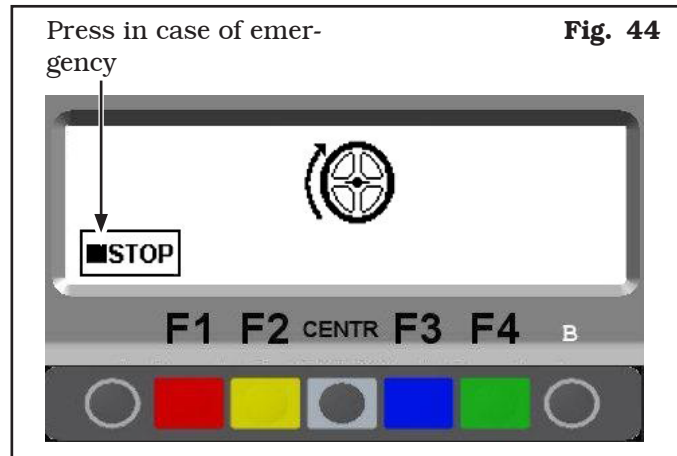 Press in case of emer-
gency
Fig. 44
■STOP
F1 F2 CENTR F3 F4 B